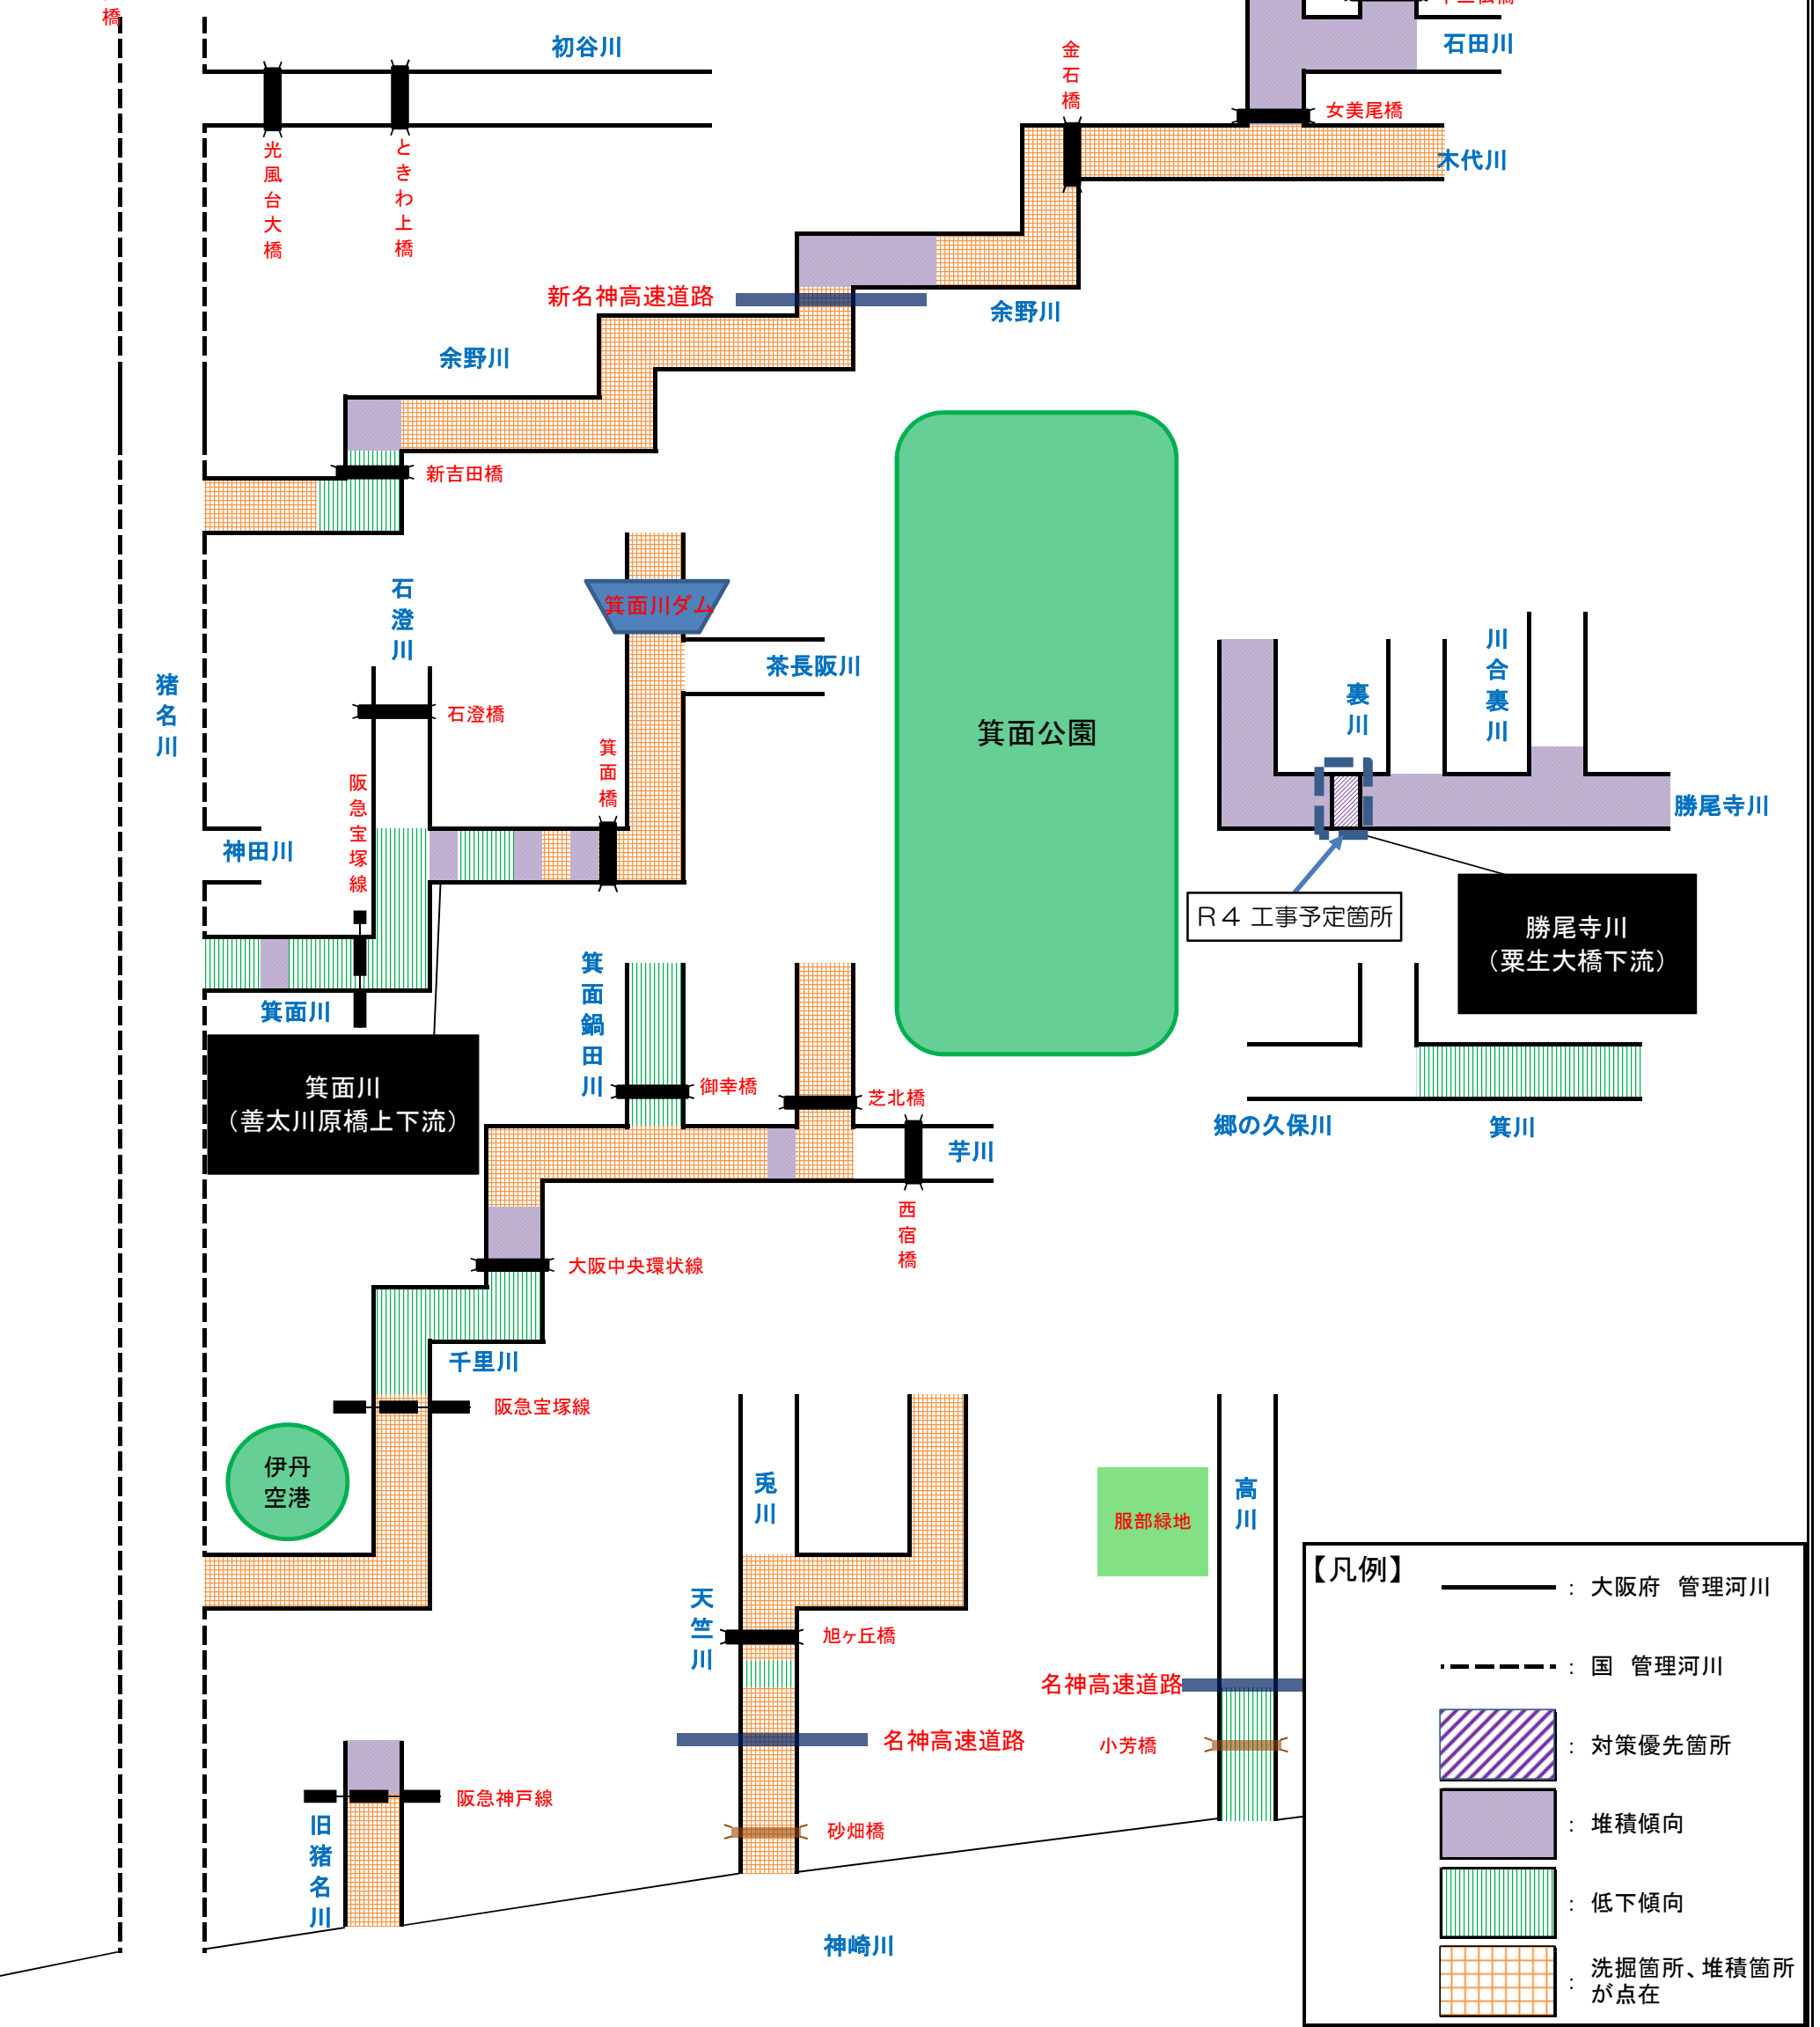 橋
初谷川
金石橋
石田川
女美尾橋
木代川
光風台大橋
ときわ上橋
新名神高速道路
余野川
余野川
新吉田橋
石澄川
箕面川ダム
茶長阪川
猪名川
石澄橋
箕面橋
阪急宝塚線
神田川
箕面公園
裏川
川合裏川
勝尾寺川
R4 工事予定箇所
勝尾寺川
（粟生大橋下流）
箕面川
箕面鍋田川
箕面川
（善太川原橋上下流）
御幸橋
芝北橋
芋川
西宿橋
郷の久保川
箕川
大阪中央環状線
千里川
阪急宝塚線
伊丹
空港
兎川
天竺川
旭ヶ丘橋
服部緑地
高川
名神高速道路
小芳橋
名神高速道路
砂畑橋
阪急神戸線
旧猪名川
神崎川
【凡例】
： 大阪府 管理河川
： 国 管理河川
： 対策優先箇所
： 堆積傾向
： 低下傾向
： 洗掘箇所、堆積箇所
が点在